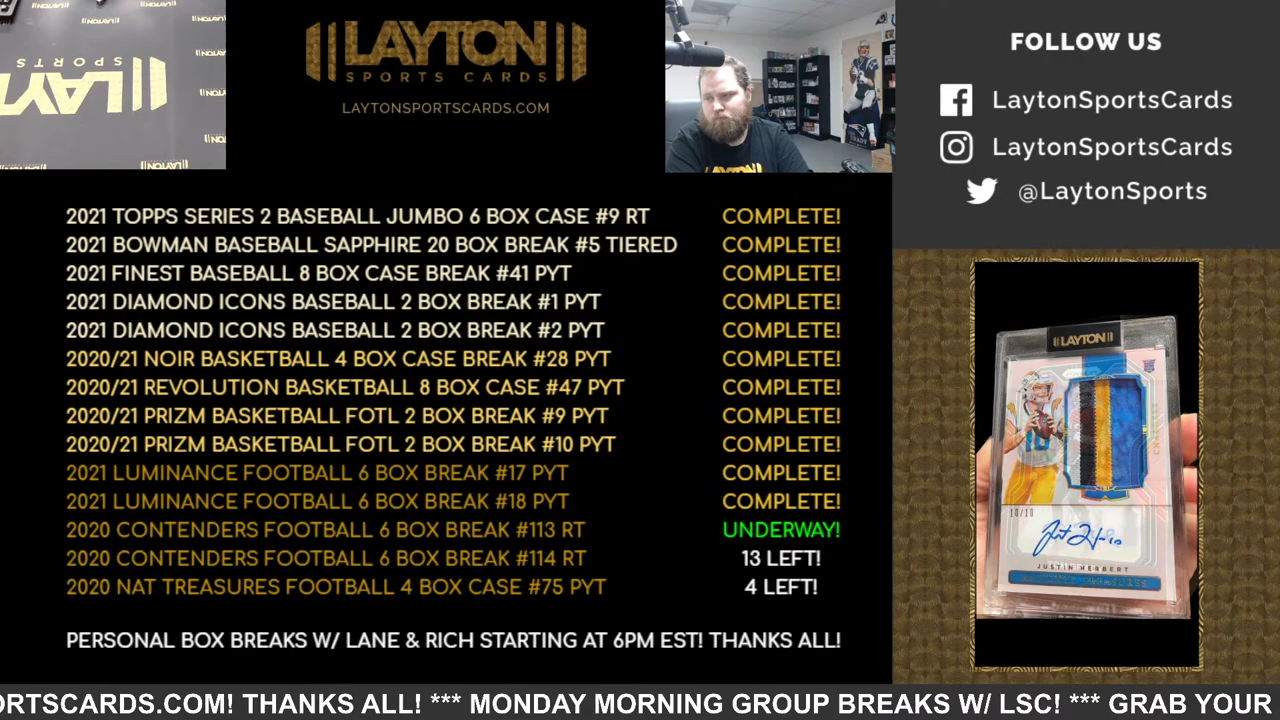 LAYTON
SPORTS CARDS
LAYTONSPORTSCARDS.COM
FOLLOW US
LaytonSportsCards
LaytonSportsCards
@LaytonSports
2021 TOPPS SERIES 2 BASEBALL JUMBO 6 BOX CASE #9 RT COMPLETE!
2021 BOWMAN BASEBALL SAPPHIRE 20 BOX BREAK #5 TIERED COMPLETE!
2021 FINEST BASEBALL 8 BOX CASE BREAK #41 PYT COMPLETE!
2021 DIAMOND ICONS BASEBALL 2 BOX BREAK #1 PYT COMPLETE!
2021 DIAMOND ICONS BASEBALL 2 BOX BREAK #2 PYT COMPLETE!
2020/21 NOIR BASKETBALL 4 BOX CASE BREAK #28 PYT COMPLETE!
2020/21 REVOLUTION BASKETBALL 8 BOX CASE #47 PYT COMPLETE!
2020/21 PRIZM BASKETBALL FOTL 2 BOX BREAK #9 PYT COMPLETE!
2020/21 PRIZM BASKETBALL FOTL 2 BOX BREAK #10 PYT COMPLETE!
2021 LUMINANCE FOOTBALL 6 BOX BREAK #17 PYT COMPLETE!
2021 LUMINANCE FOOTBALL 6 BOX BREAK #18 PYT COMPLETE!
2020 CONTENDERS FOOTBALL 6 BOX BREAK #113 RT UNDERWAY!
2020 CONTENDERS FOOTBALL 6 BOX BREAK #114 RT 13 LEFT!
2020 NAT TREASURES FOOTBALL 4 BOX CASE #75 PYT 4 LEFT!
PERSONAL BOX BREAKS W/ LANE & RICH STARTING AT 6PM EST! THANKS ALL!
LAYTON
10/10
JUSTIN HERBERT
ORTSCARDS.COM! THANKS ALL! *** MONDAY MORNING GROUP BREAKS W/ LSC! *** GRAB YOUR